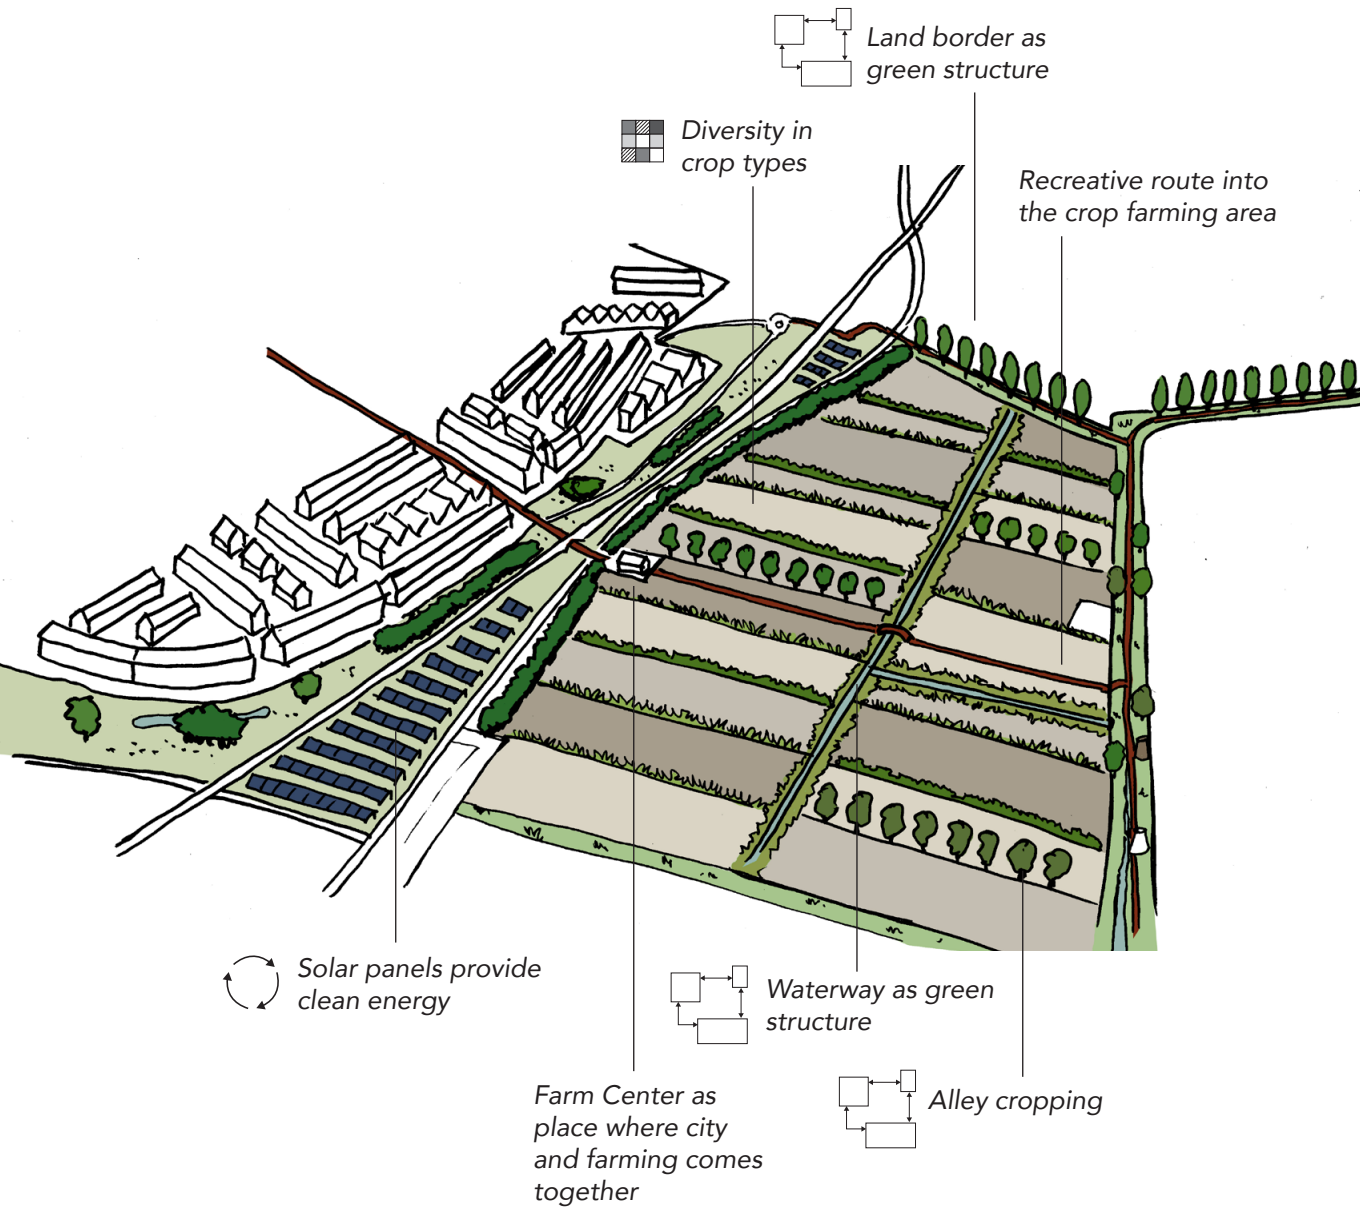 Land border as
green structure
Diversity in
crop types
Recreative route into
the crop farming area
Solar panels provide
clean energy
Waterway as green
structure
Farm Center as
place where city
and farming comes
together
Alley cropping